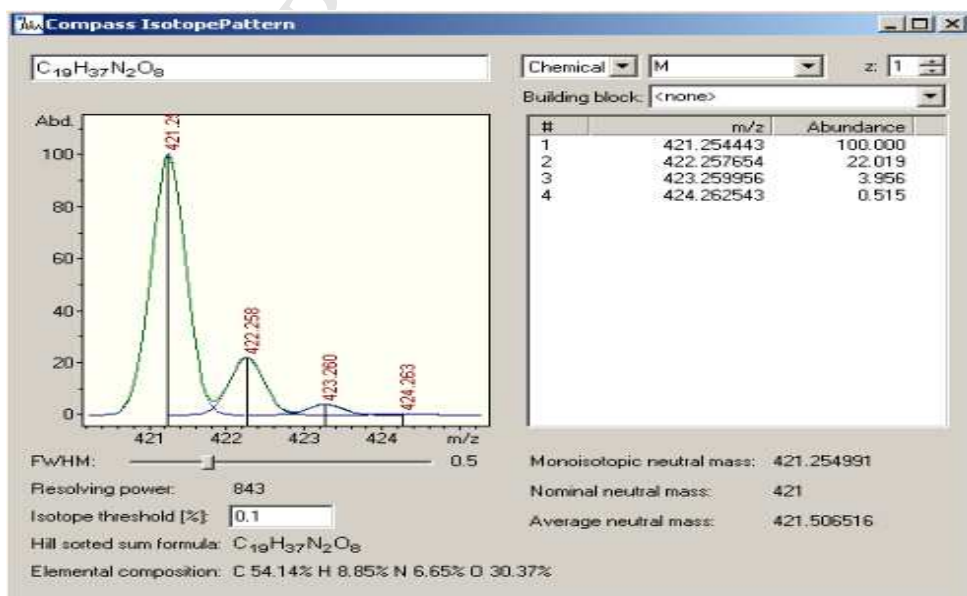 Compass IsotopePattern
C₁₉H₃₇N₂O₈
Chemical M z: 1
Building block: <none>
Abd.
100
80
60
40
20
0
421.25
422.258
423.260
424.263
421 422 423 424 m/z
# m/z Abundance
1 421.254443 100.000
2 422.257654 22.019
3 423.259956 3.956
4 424.262543 0.515
FWHM: 0.5
Resolving power: 843
Isotope threshold [%]: 0.1
Hill sorted sum formula: C₁₉H₃₇N₂O₈
Elemental composition: C 54.14% H 8.85% N 6.65% O 30.37%
Monoisotopic neutral mass: 421.254991
Nominal neutral mass: 421
Average neutral mass: 421.506516